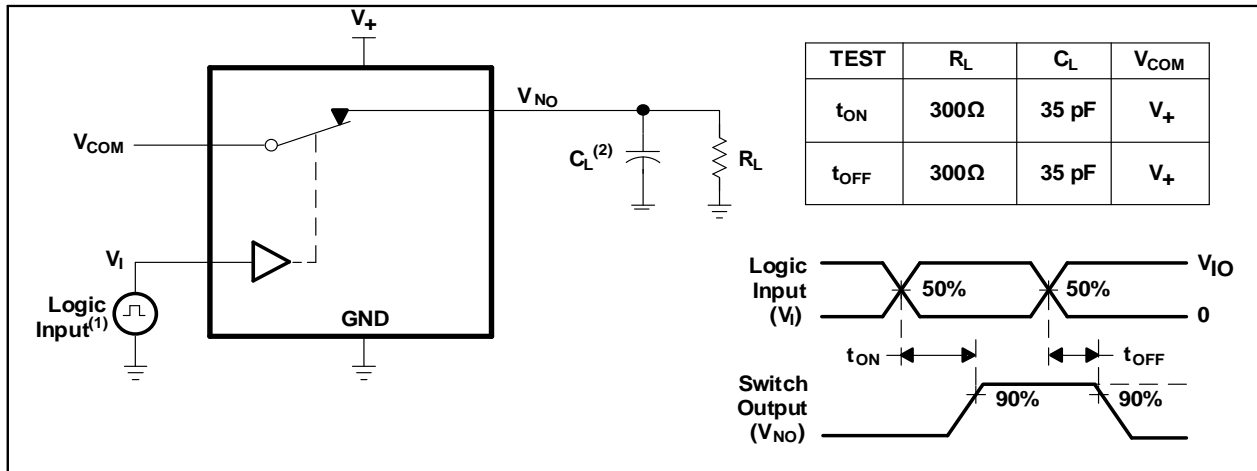 V+
VCOM
VNO
CL(2)
RL
VI
Logic
Input(1)
GND
TEST RL CL VCOM
tON 300Ω 35 pF V+
tOFF 300Ω 35 pF V+
Logic
Input
(VI)
50%
50%
VIO
0
tON
tOFF
Switch
Output
(VNO)
90%
90%